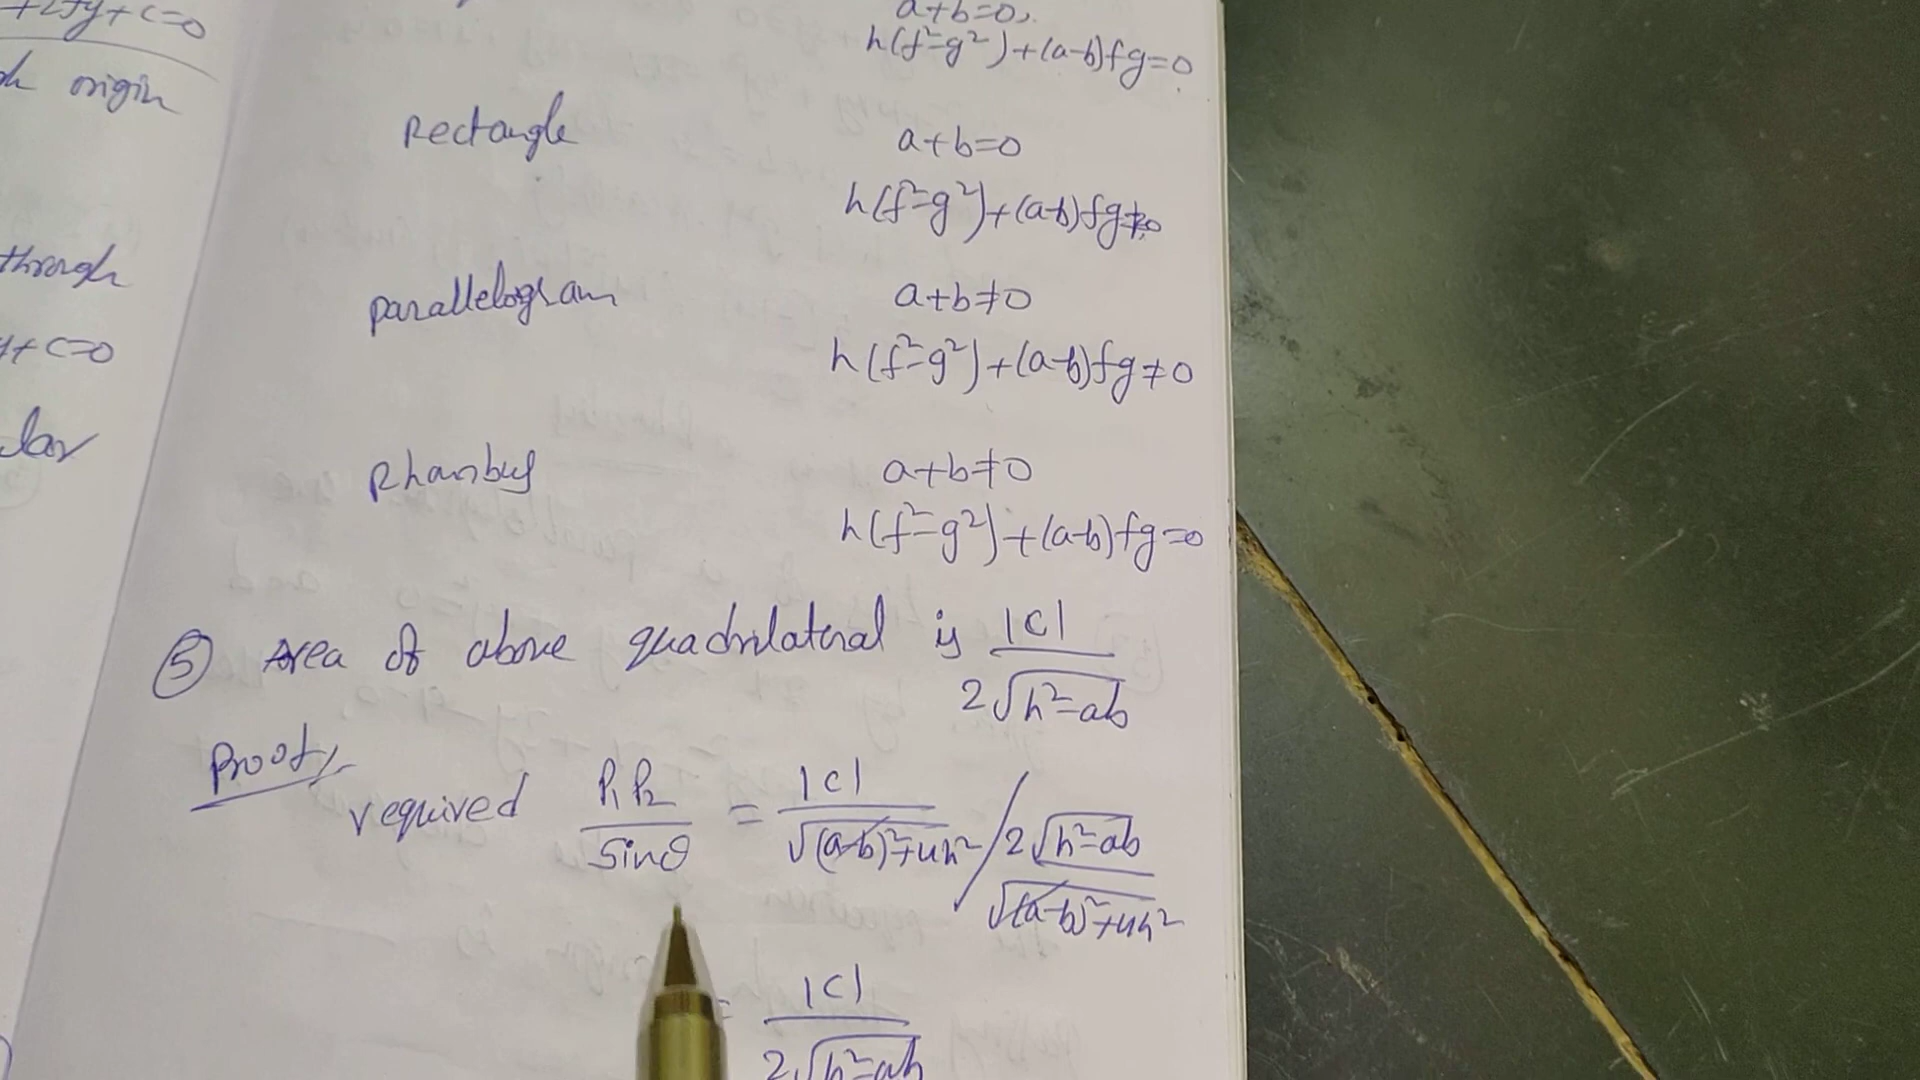 +2fy+c=0
origin
through
y+c=0
a+b=0,
h(f²-g²)+(a-b)fg=0
Rectangle a+b=0
h(f²-g²)+(a-b)fg≠0
parallelogram a+b≠0
h(f²-g²)+(a-b)fg≠0
Rhombus a+b≠0
h(f²-g²)+(a-b)fg=0
⑤ Area of above quadrilateral is |c| / 2√h²-ab
Proof,
required P₁P₂/sinθ = |c| / √(a-b)²+4h² / 2√h²-ab / √(a-b)²+4h²
= |c| / 2√h²-ab